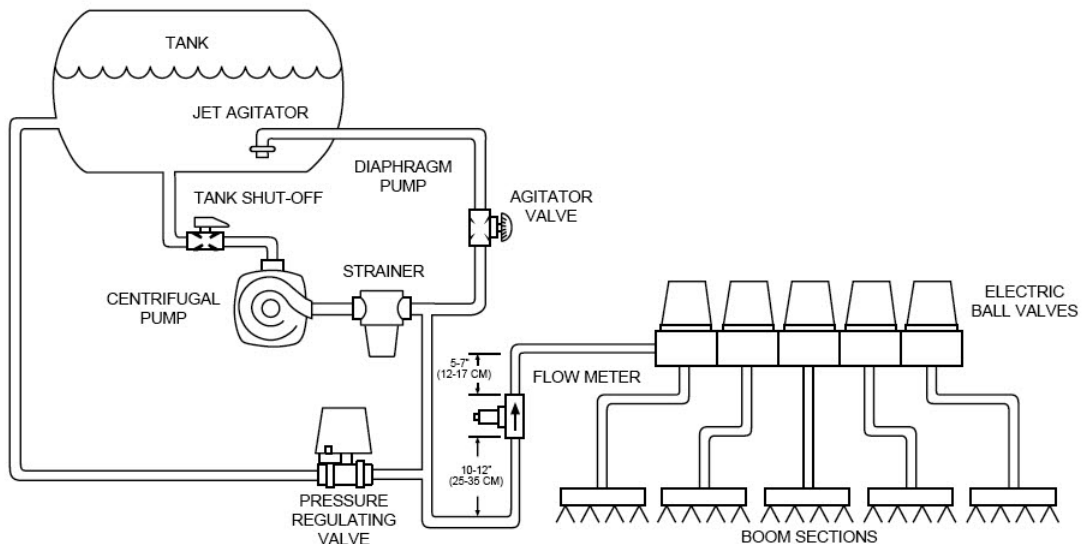 TANK
JET AGITATOR
DIAPHRAGM
PUMP
TANK SHUT-OFF
AGITATOR
VALVE
STRAINER
CENTRIFUGAL
PUMP
ELECTRIC
BALL VALVES
5-7"
(12-17 CM)
FLOW METER
10-12"
(25-35 CM)
PRESSURE
REGULATING
VALVE
BOOM SECTIONS